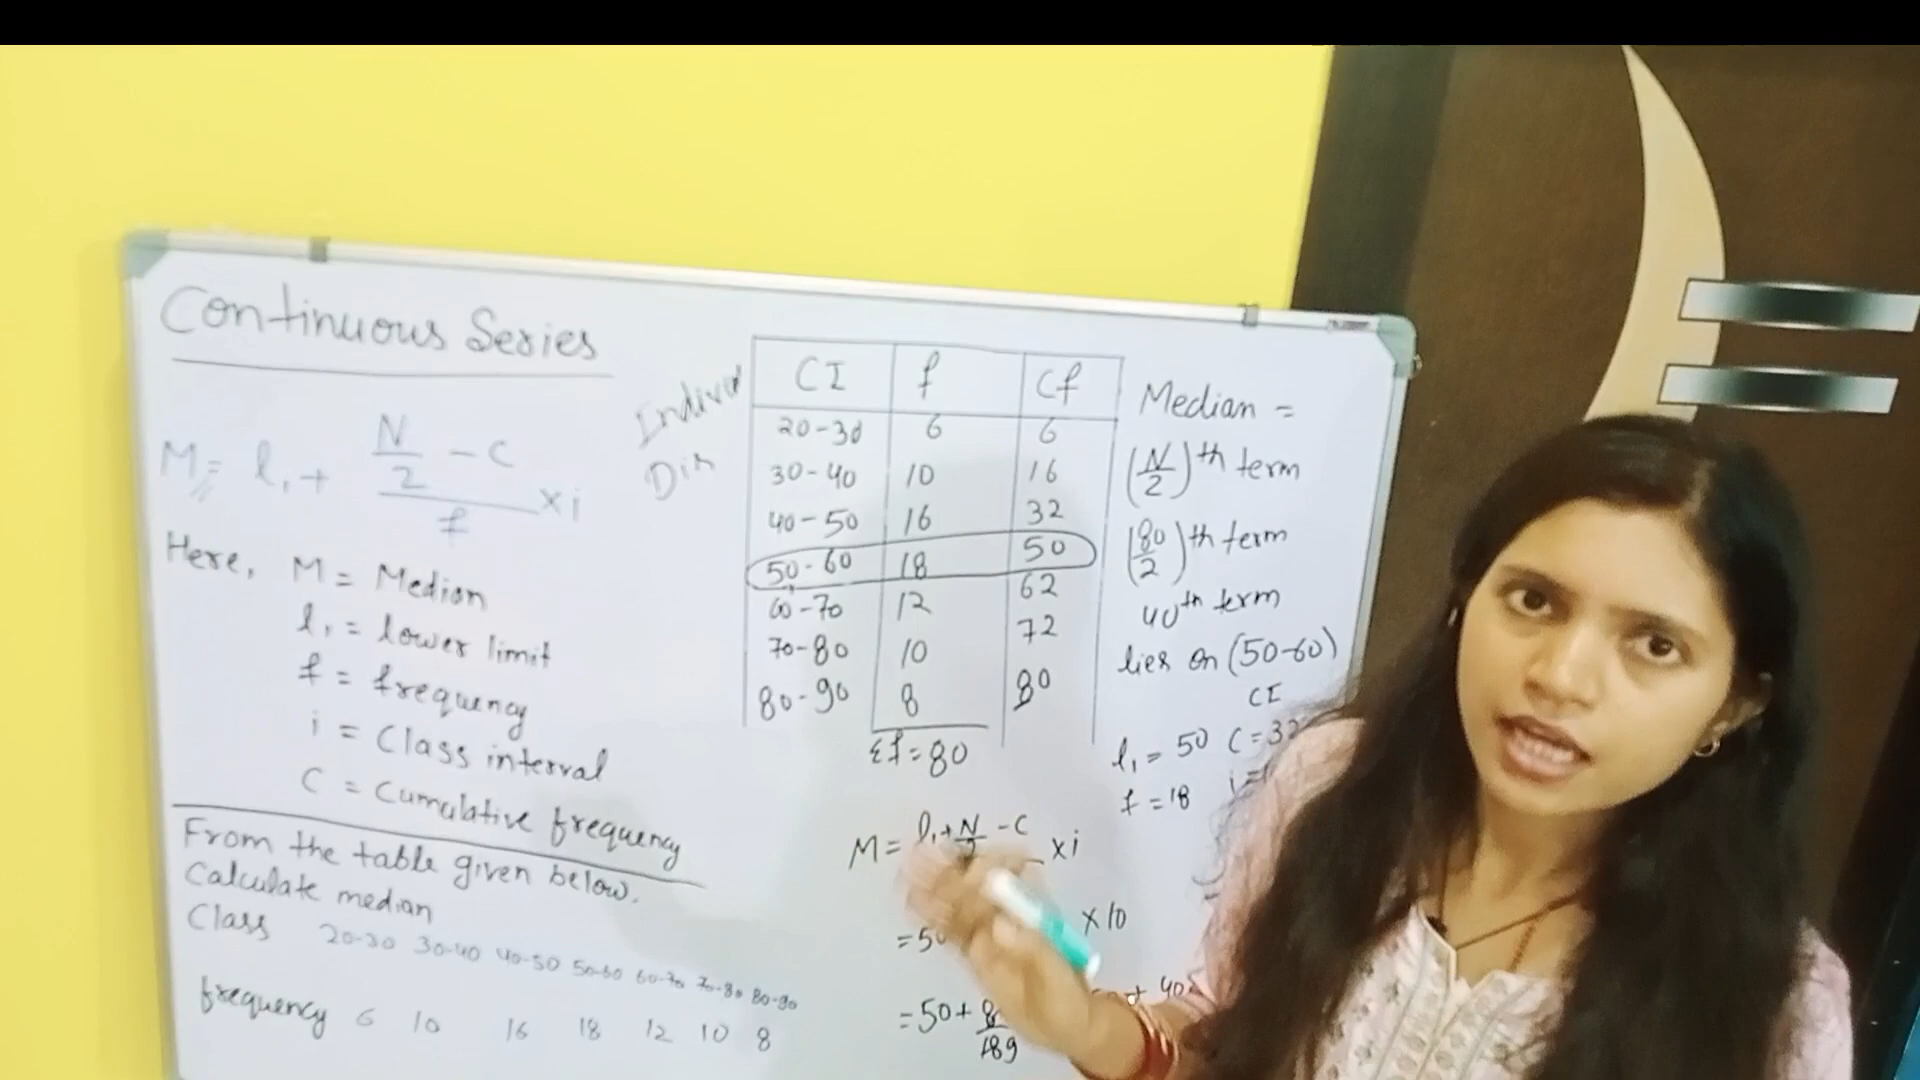 Continuous Series
M = l₁ + N/2 - C / f × i
Here, M = Median
l₁ = lower limit
f = frequency
i = Class interval
C = Cumulative frequency
From the table given below.
Calculate median
Class 20-30 30-40 40-50 50-60 60-70 70-80 80-90
frequency 6 10 16 18 12 10 8
CI f Cf
20-30 6 6
30-40 10 16
40-50 16 32
50-60 18 50
60-70 12 62
70-80 10 72
80-90 8 80
Σf = 80
Median =
(N/2)th term
(80/2)th term
40th term
lies on (50-60)
CI
l₁ = 50 C = 32
f = 18 i =
M = l₁ + N/2 - C × i
= 50 × 10
= 50 + 8